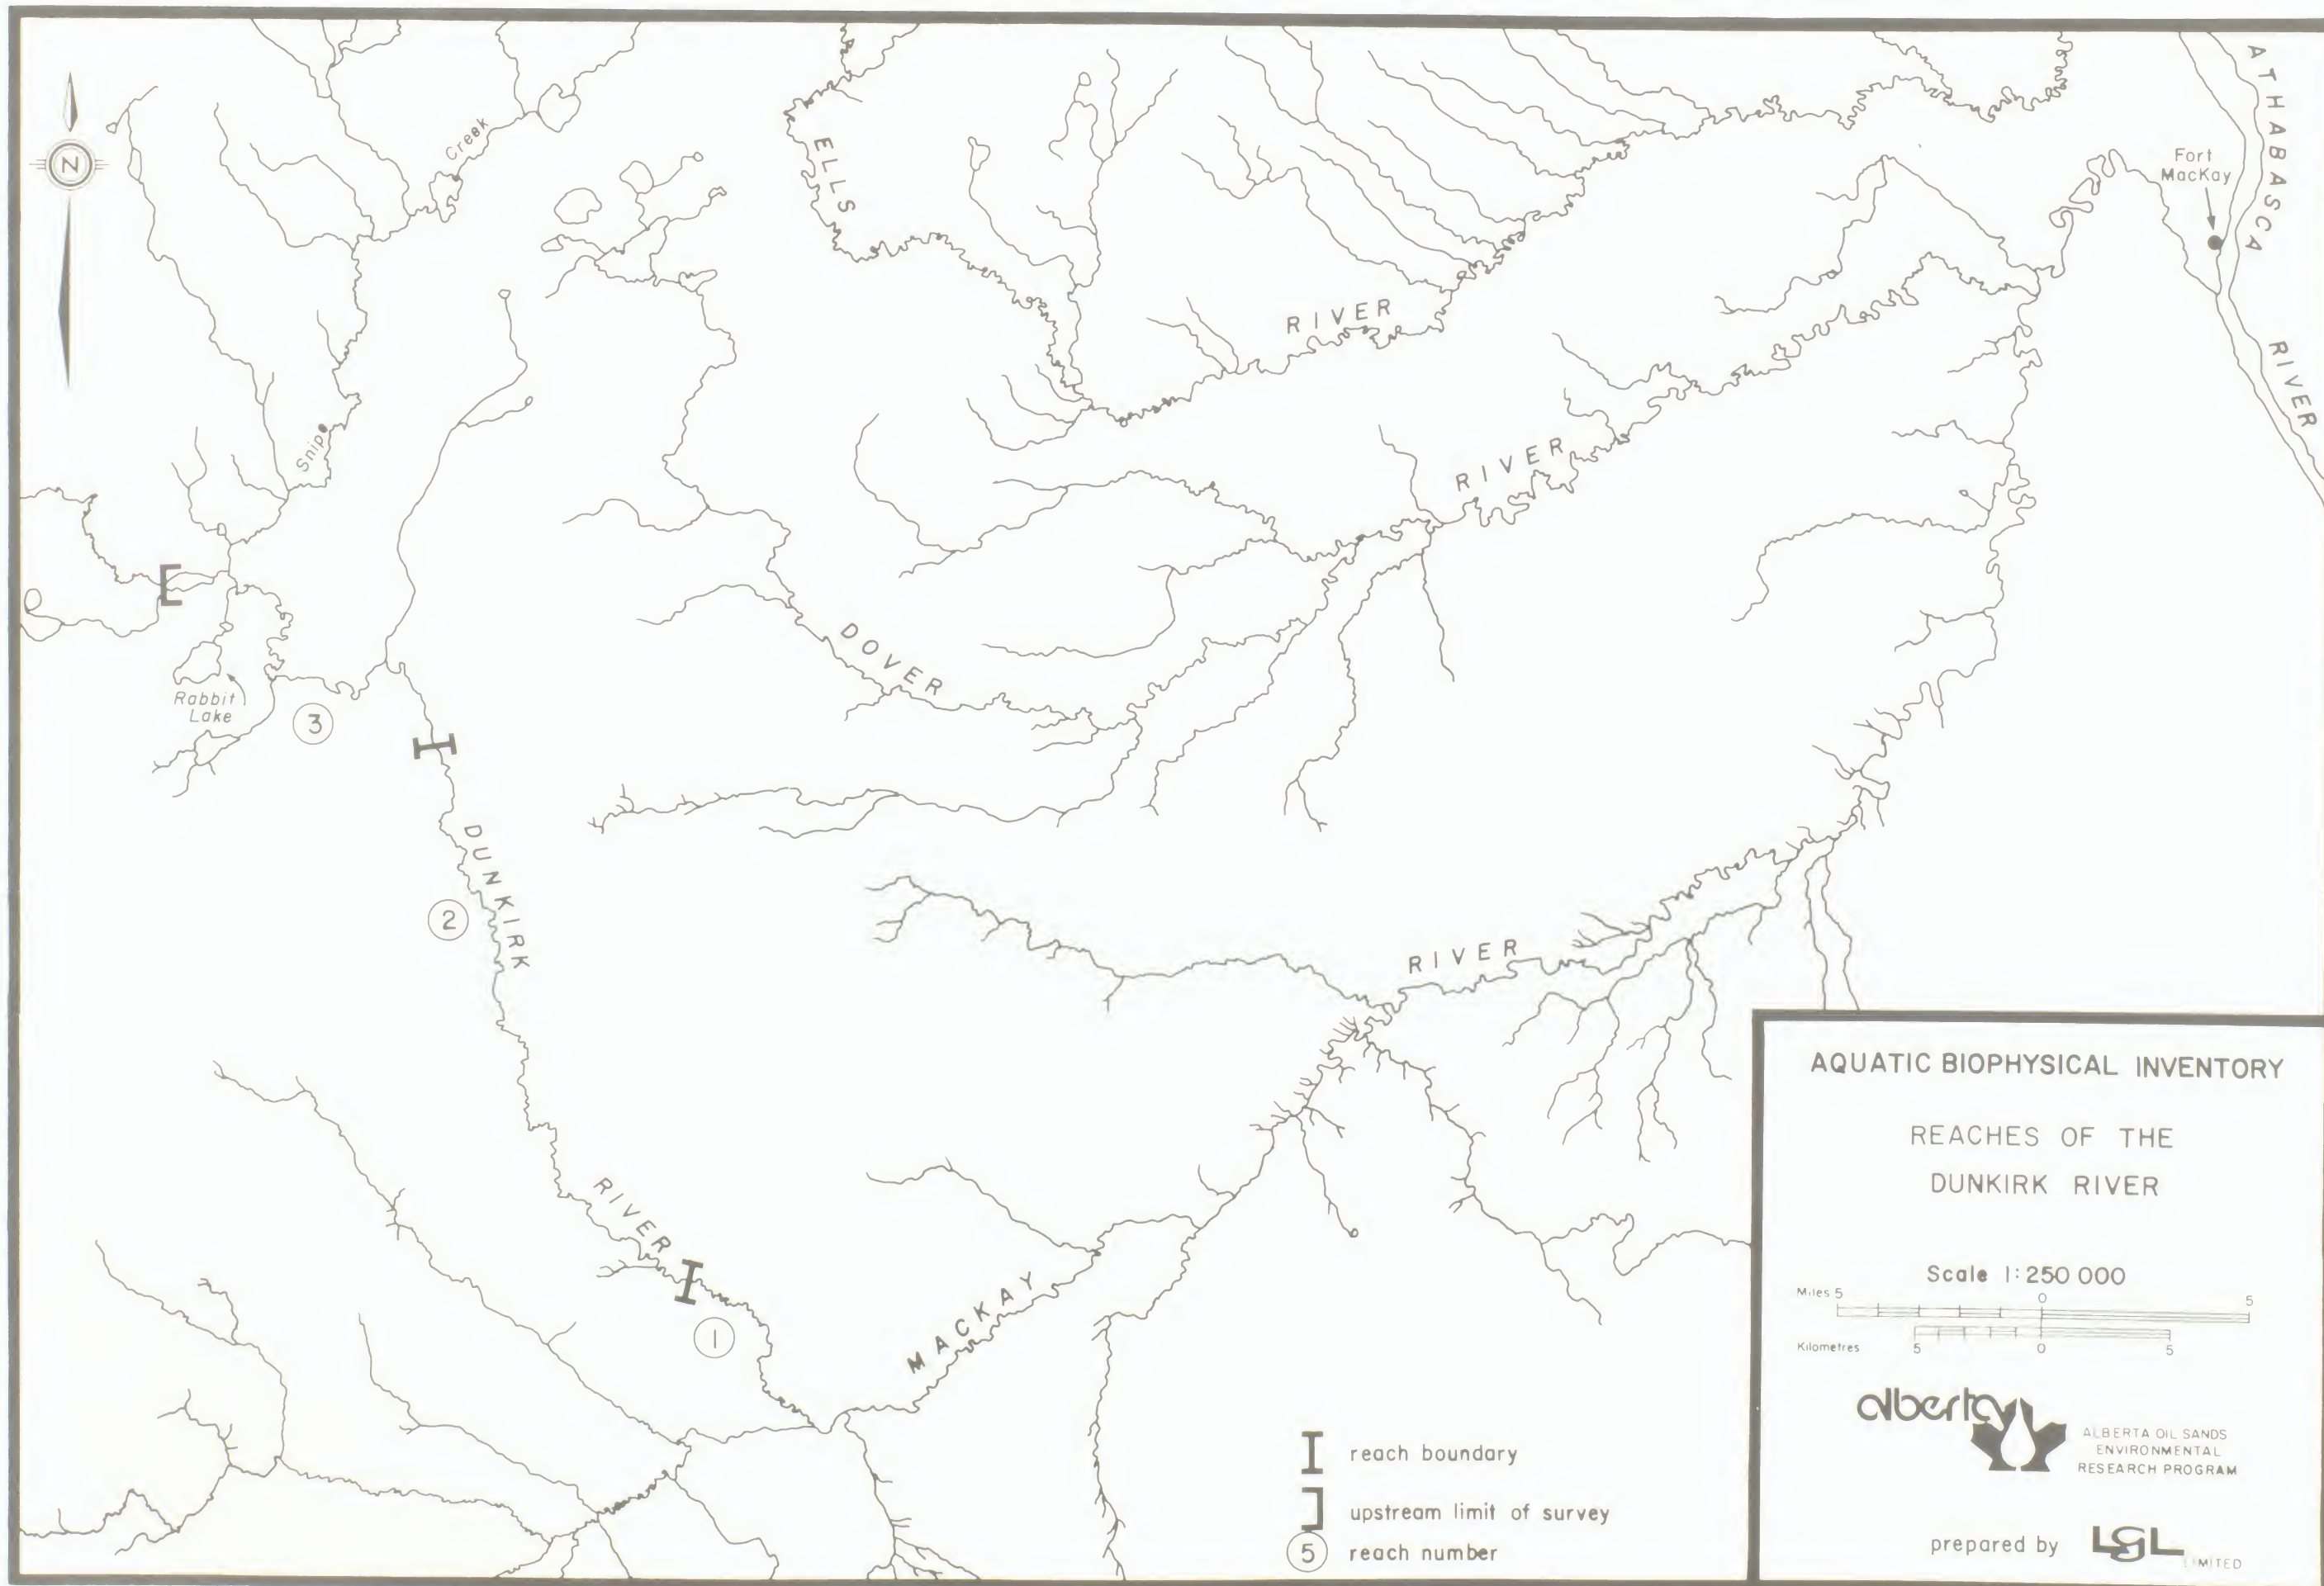 N
Creek
Snipe
ELLS
RIVER
ATHABASCA
RIVER
Fort
MacKay
RIVER
DOVER
Rabbit
Lake
3
DUNKIRK
2
RIVER
RIVER
1
MACKAY
reach boundary
upstream limit of survey
5 reach number
AQUATIC BIOPHYSICAL INVENTORY
REACHES OF THE
DUNKIRK RIVER
Scale 1:250 000
Miles 5 0 5
Kilometres 5 0 5
alberta
ALBERTA OIL SANDS
ENVIRONMENTAL
RESEARCH PROGRAM
prepared by LGL LIMITED